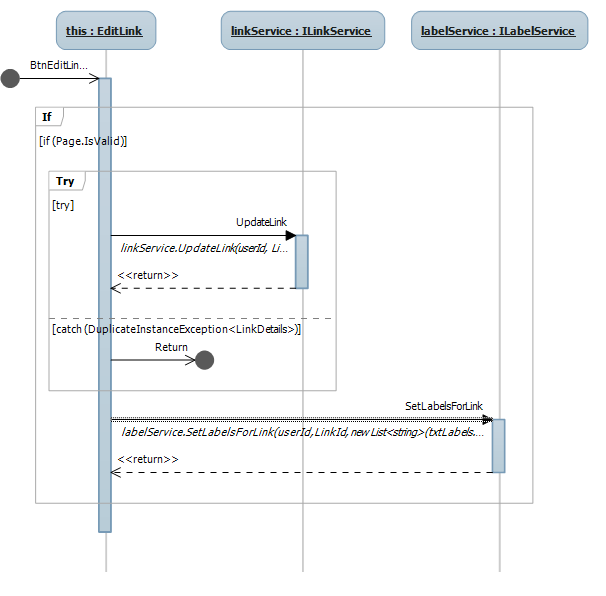 this : EditLink
linkService : ILinkService
labelService : ILabelService
BtnEditLin...
If
[if (Page.IsValid)]
Try
[try]
UpdateLink
linkService.UpdateLink(userId, Li...
<<return>>
[catch (DuplicateInstanceException<LinkDetails>)]
Return
SetLabelsForLink
labelService.SetLabelsForLink(userId,LinkId,new List<string>(txtLabels....
<<return>>